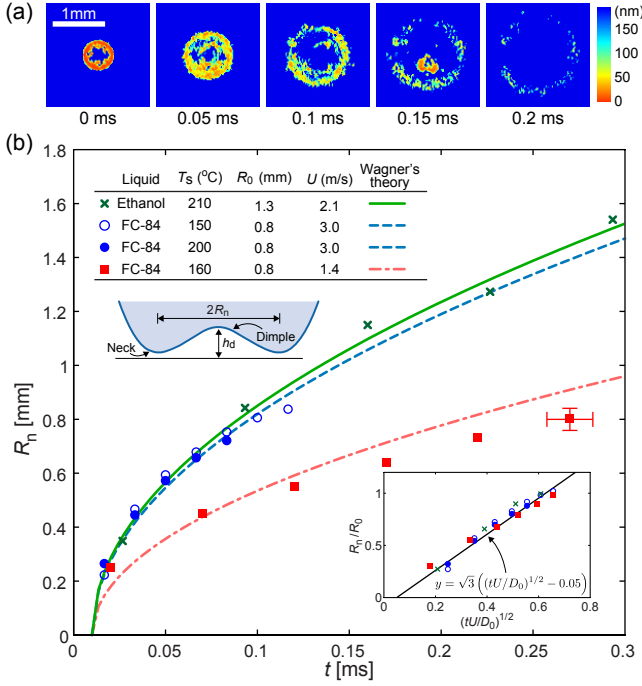 (a)
1mm
(nm)
150
100
50
0
0 ms
0.05 ms
0.1 ms
0.15 ms
0.2 ms
(b)
Liquid Ts (°C) R0 (mm) U (m/s) Wagner's theory
Ethanol 210 1.3 2.1
FC-84 150 0.8 3.0
FC-84 200 0.8 3.0
FC-84 160 0.8 1.4
2Rn
Neck
hd
Dimple
Rn [mm]
1.8
1.6
1.4
1.2
1
0.8
0.6
0.4
0.2
0
0
0.05
0.1
0.15
0.2
0.25
0.3
t [ms]
Rn/R0
1
0.6
0
0
0.2
0.4
0.6
0.8
(tU/D0)^{1/2}
y = √3 ((tU/D0)^{1/2} − 0.05)